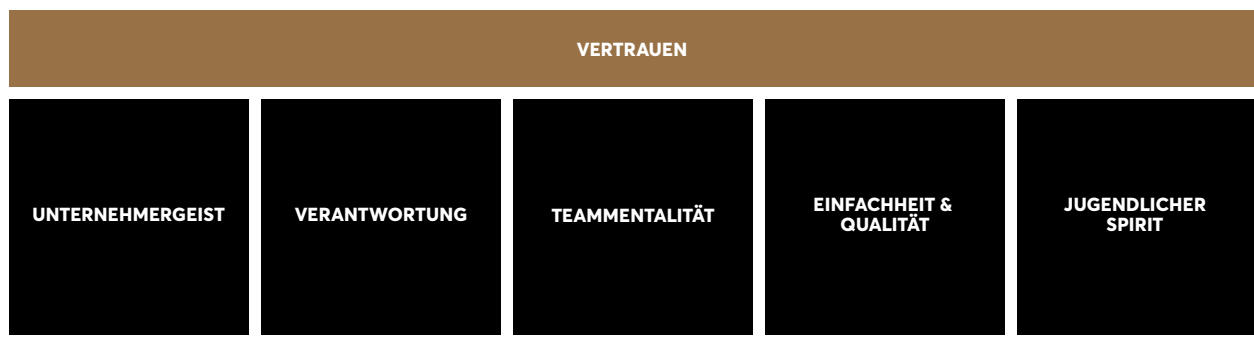 VERTRAUEN
UNTERNEHMERGEIST
VERANTWORTUNG
TEAMMENTALITÄT
EINFACHHEIT &
QUALITÄT
JUGENDLICHER
SPIRIT